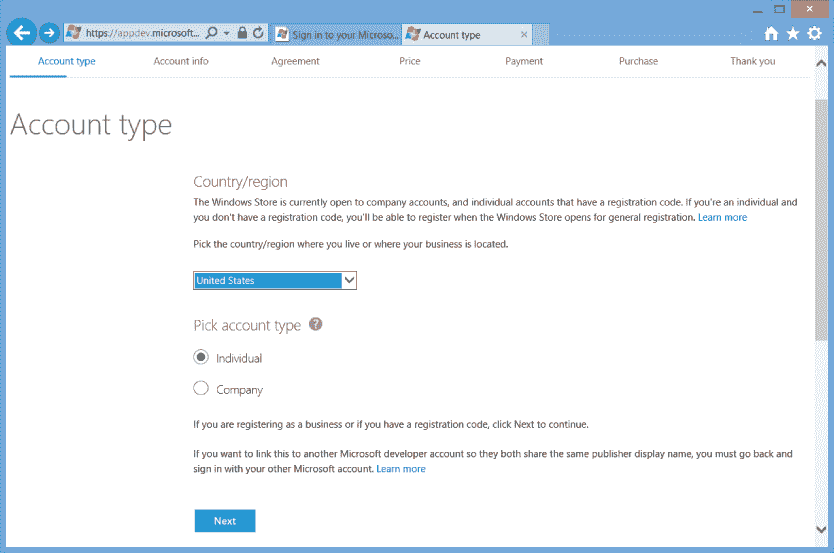 https://appdev.microsoft...
Sign in to your Microso...
Account type
Account type
Account info
Agreement
Price
Payment
Purchase
Thank you
Account type
Country/region
The Windows Store is currently open to company accounts, and individual accounts that have a registration code. If you're an individual and
you don't have a registration code, you'll be able to register when the Windows Store opens for general registration. Learn more
Pick the country/region where you live or where your business is located.
United States
Pick account type ?
Individual
Company
If you are registering as a business or if you have a registration code, click Next to continue.
If you want to link this to another Microsoft developer account so they both share the same publisher display name, you must go back and
sign in with your other Microsoft account. Learn more
Next